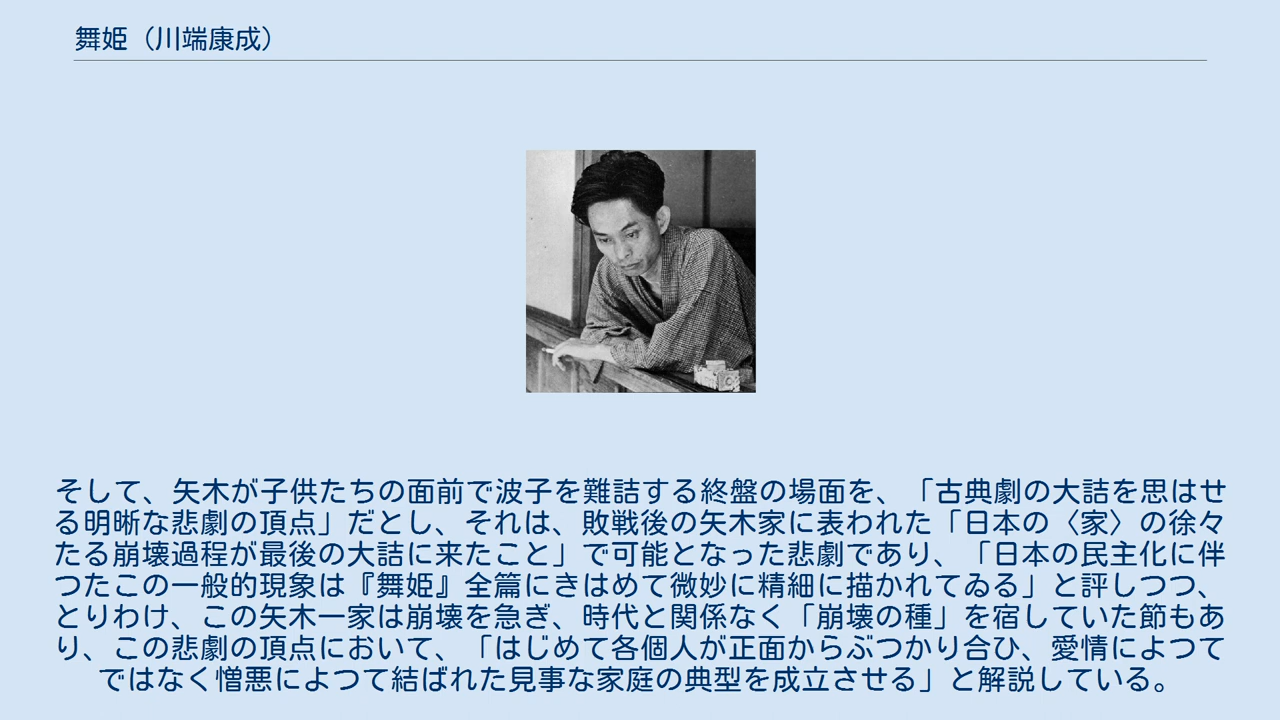 舞姫（川端康成）
そして、矢木が子供たちの面前で波子を難詰する終盤の場面を、「古典劇の大詰を思はせ
る明晰な悲劇の頂点」だとし、それは、敗戦後の矢木家に表われた「日本の〈家〉の徐々
たる崩壊過程が最後の大詰に来たこと」で可能となった悲劇であり、「日本の民主化に伴
つたこの一般的現象は『舞姫』全篇にきはめて微妙に精細に描かれてゐる」と評しつつ、
とりわけ、この矢木一家は崩壊を急ぎ、時代と関係なく「崩壊の種」を宿していた節もあ
り、この悲劇の頂点において、「はじめて各個人が正面からぶつかり合ひ、愛情によつて
ではなく憎悪によつて結ばれた見事な家庭の典型を成立させる」と解説している。